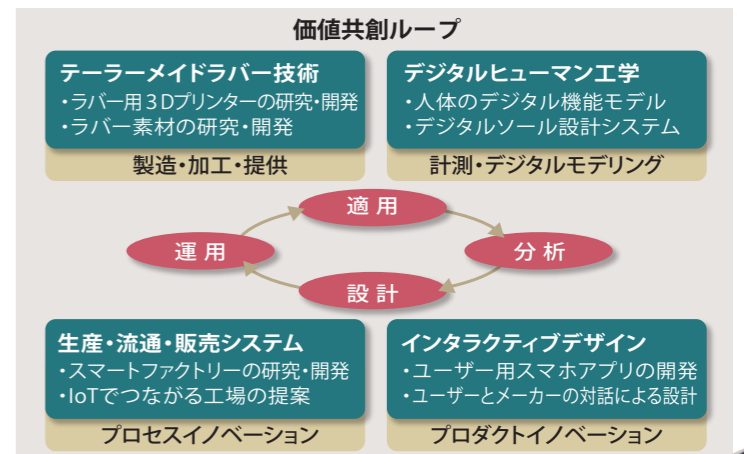 価値共創ループ
テーラーメイドラバー技術
・ラバー用3Dプリンターの研究・開発
・ラバー素材の研究・開発
製造・加工・提供
デジタルヒューマン工学
・人体のデジタル機能モデル
・デジタルソール設計システム
計測・デジタルモデリング
適用
運用
分析
設計
生産・流通・販売システム
・スマートファクトリーの研究・開発
・IoTでつながる工場の提案
プロセスイノベーション
インタラクティブデザイン
・ユーザー用スマホアプリの開発
・ユーザーとメーカーの対話による設計
プロダクトイノベーション